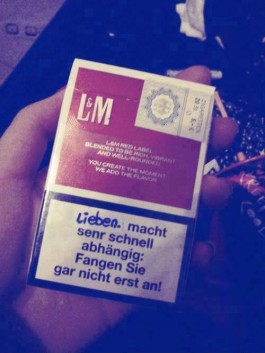 L&M
L&M RED LABEL
BLENDED TO BE RICH, VIBRANT
AND WELL-ROUNDED.
YOU CREATE THE MOMENT
WE ADD THE FLAVOR
Lieben. macht
sehr schnell
abhängig:
Fangen Sie
gar nicht erst an!